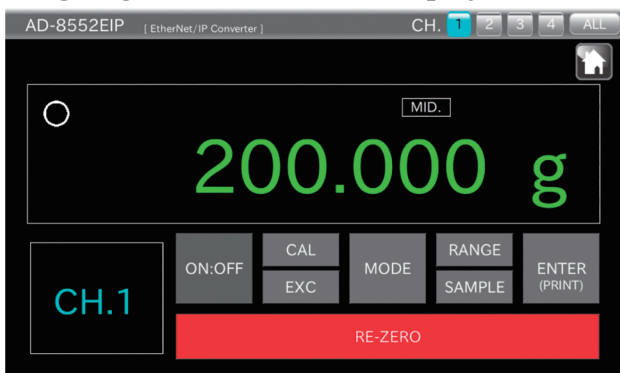 AD-8552EIP [ EtherNet/IP Converter ] CH. 1 2 3 4 ALL
MID.
200.000 g
CH.1
ON:OFF
CAL
EXC
MODE
RANGE
SAMPLE
ENTER
(PRINT)
RE-ZERO